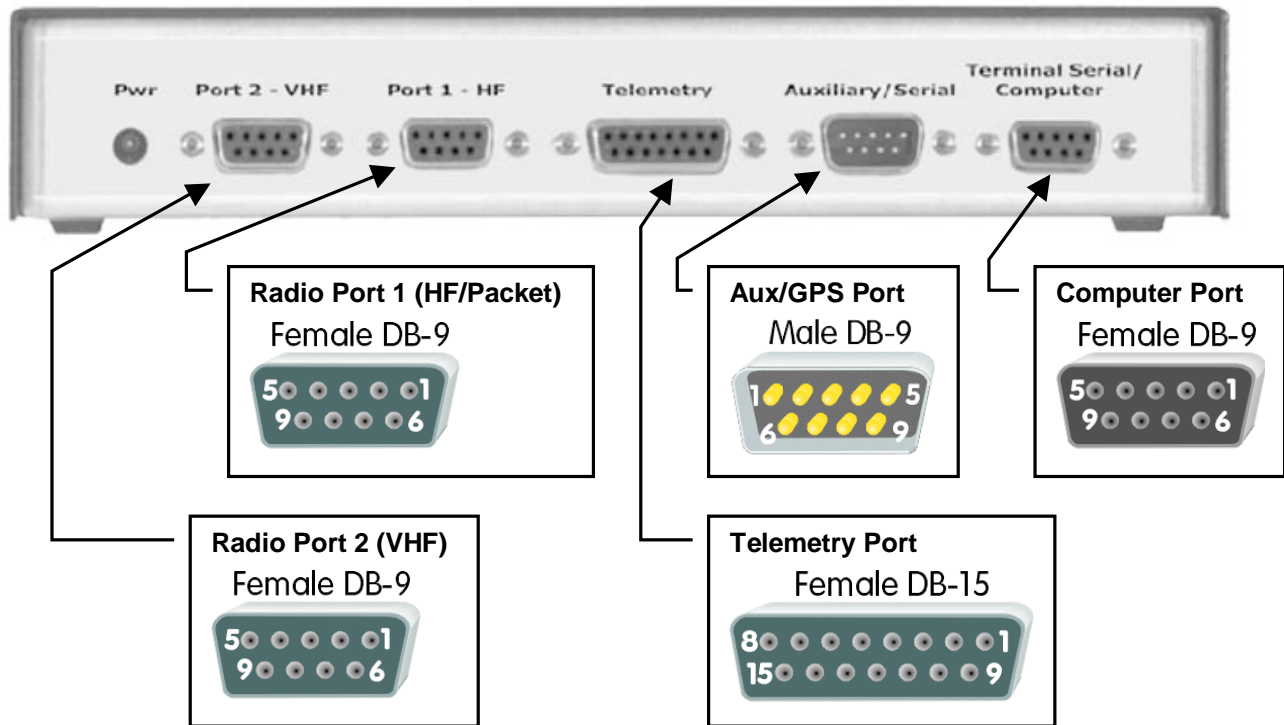 Pwr
Port 2 - VHF
Port 1 - HF
Telemetry
Auxiliary/Serial
Terminal Serial/
Computer
Radio Port 1 (HF/Packet)
Female DB-9
5 1
9 6
Aux/GPS Port
Male DB-9
1 5
6 9
Computer Port
Female DB-9
5 1
9 6
Radio Port 2 (VHF)
Female DB-9
5 1
9 6
Telemetry Port
Female DB-15
8 1
15 9